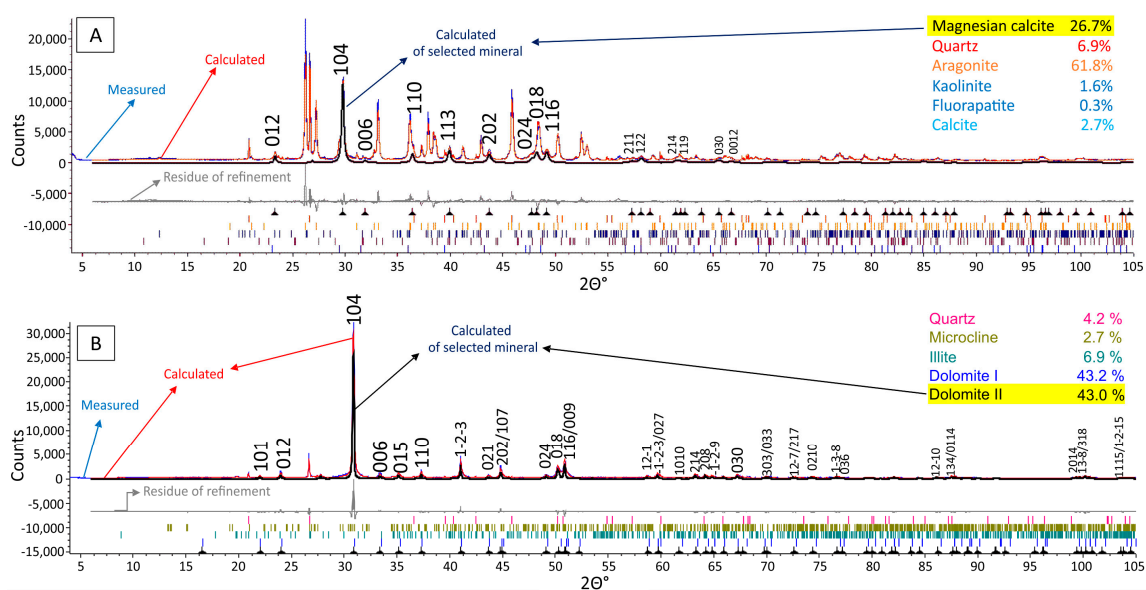 A
Counts
20,000
15,000
10,000
5,000
0
-5,000
-10,000
Measured
Calculated
Calculated
of selected mineral
Residue of refinement
Magnesian calcite 26.7%
Quartz 6.9%
Aragonite 61.8%
Kaolinite 1.6%
Fluorapatite 0.3%
Calcite 2.7%
012
104
006
110
113
202
024
018
116
211
122
214
119
030
0012
5 10 15 20 25 30 35 40 45 50 55 60 65 70 75 80 85 90 95 100 105
2Θ°
B
Counts
30,000
25,000
20,000
15,000
10,000
5,000
0
-5,000
-10,000
-15,000
Measured
Calculated
Calculated
of selected mineral
Residue of refinement
Quartz 4.2 %
Microcline 2.7 %
Illite 6.9 %
Dolomite I 43.2 %
Dolomite II 43.0 %
101
012
104
006
015
110
1-2-3
021
202/107
024
018
116/009
12-1
1-2-3/027
1010
214
208
1-2-9
030
303/033
12-7/217
0210
1-3-8
036
12-10
134/0114
2014
13-8/318
1115/1-2-15
5 10 15 20 25 30 35 40 45 50 55 60 65 70 75 80 85 90 95 100 105
2Θ°